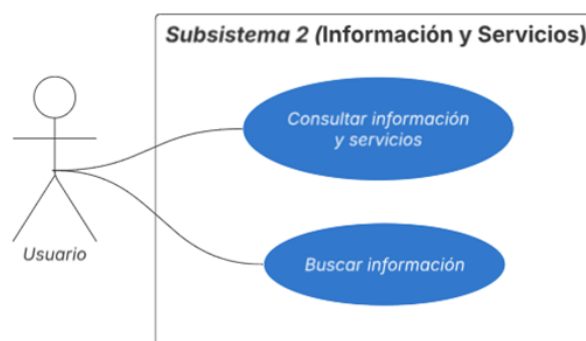 Subsistema 2 (Información y Servicios)
Consultar información
y servicios
Usuario
Buscar información